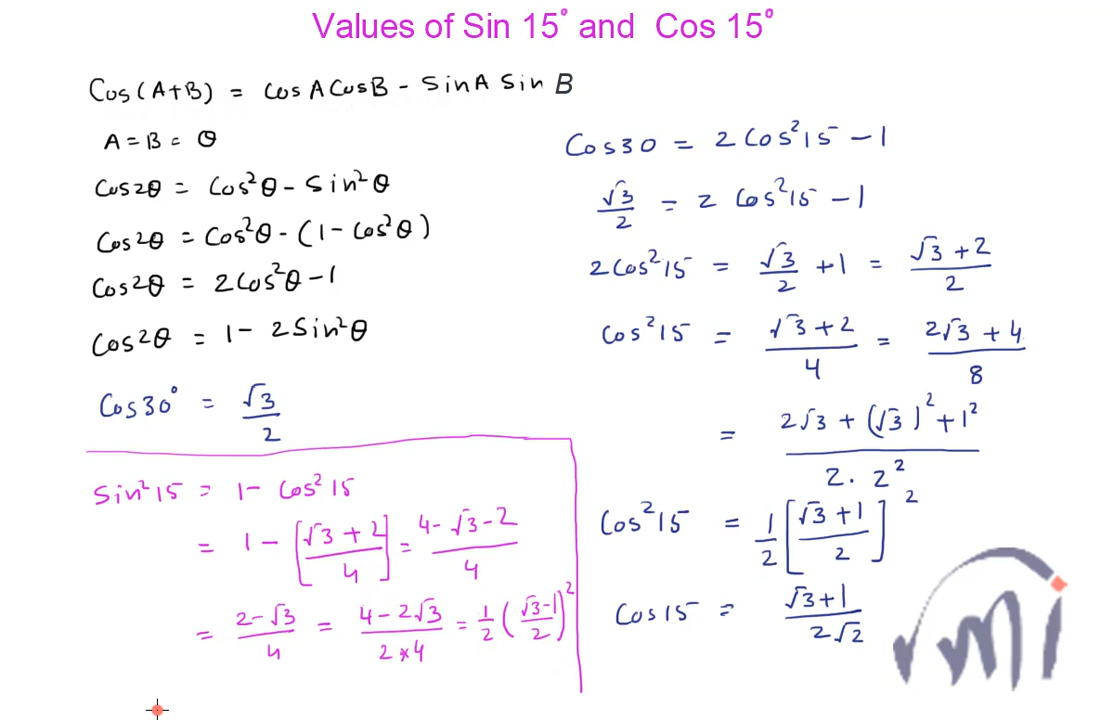 Values of Sin 15° and Cos 15°
Cos(A+B) = cosA CosB - SinA Sin B
A = B = θ
Cos2θ = Cos²θ - Sin²θ
Cos2θ = Cos²θ - (1 - cos²θ)
Cos2θ = 2Cos²θ - 1
Cos2θ = 1 - 2Sin²θ
Cos30° = √3/2
Sin²15 = 1 - Cos²15
= 1 - [(√3 + 2)/4] = (4 - √3 - 2)/4
= (2 - √3)/4 = (4 - 2√3)/(2*4) = 1/2 ((√3 - 1)/2)²
Cos30 = 2Cos²15 - 1
√3/2 = 2 Cos²15 - 1
2Cos²15 = √3/2 + 1 = (√3 + 2)/2
Cos²15 = (√3 + 2)/4 = (2√3 + 4)/8
= (2√3 + (√3)² + 1²)/(2 . 2²)
Cos²15 = 1/2 [(√3 + 1)/2]²
Cos15 = (√3 + 1)/(2√2)
rmi